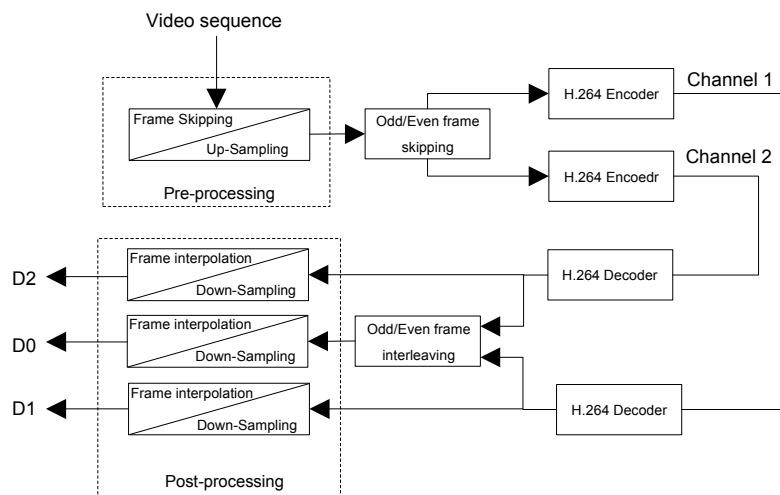 Video sequence
Frame Skipping
Up-Sampling
Pre-processing
Odd/Even frame
skipping
H.264 Encoder
Channel 1
H.264 Encoedr
Channel 2
D2
Frame interpolation
Down-Sampling
H.264 Decoder
D0
Frame interpolation
Down-Sampling
Odd/Even frame
interleaving
D1
Frame interpolation
Down-Sampling
H.264 Decoder
Post-processing